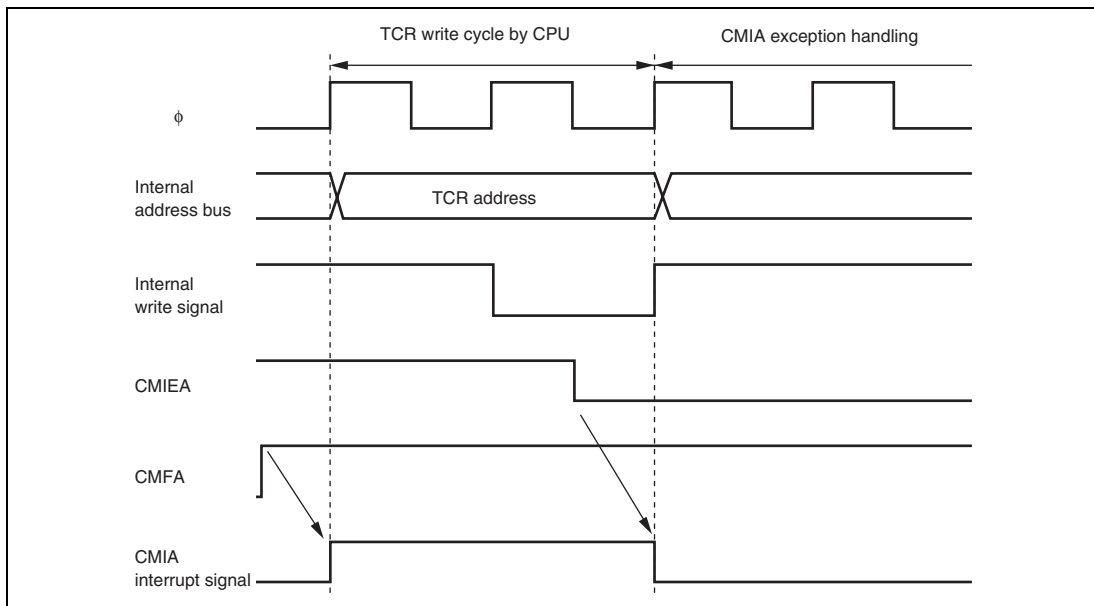 TCR write cycle by CPU
CMIA exception handling
ϕ
Internal
address bus
TCR address
Internal
write signal
CMIEA
CMFA
CMIA
interrupt signal